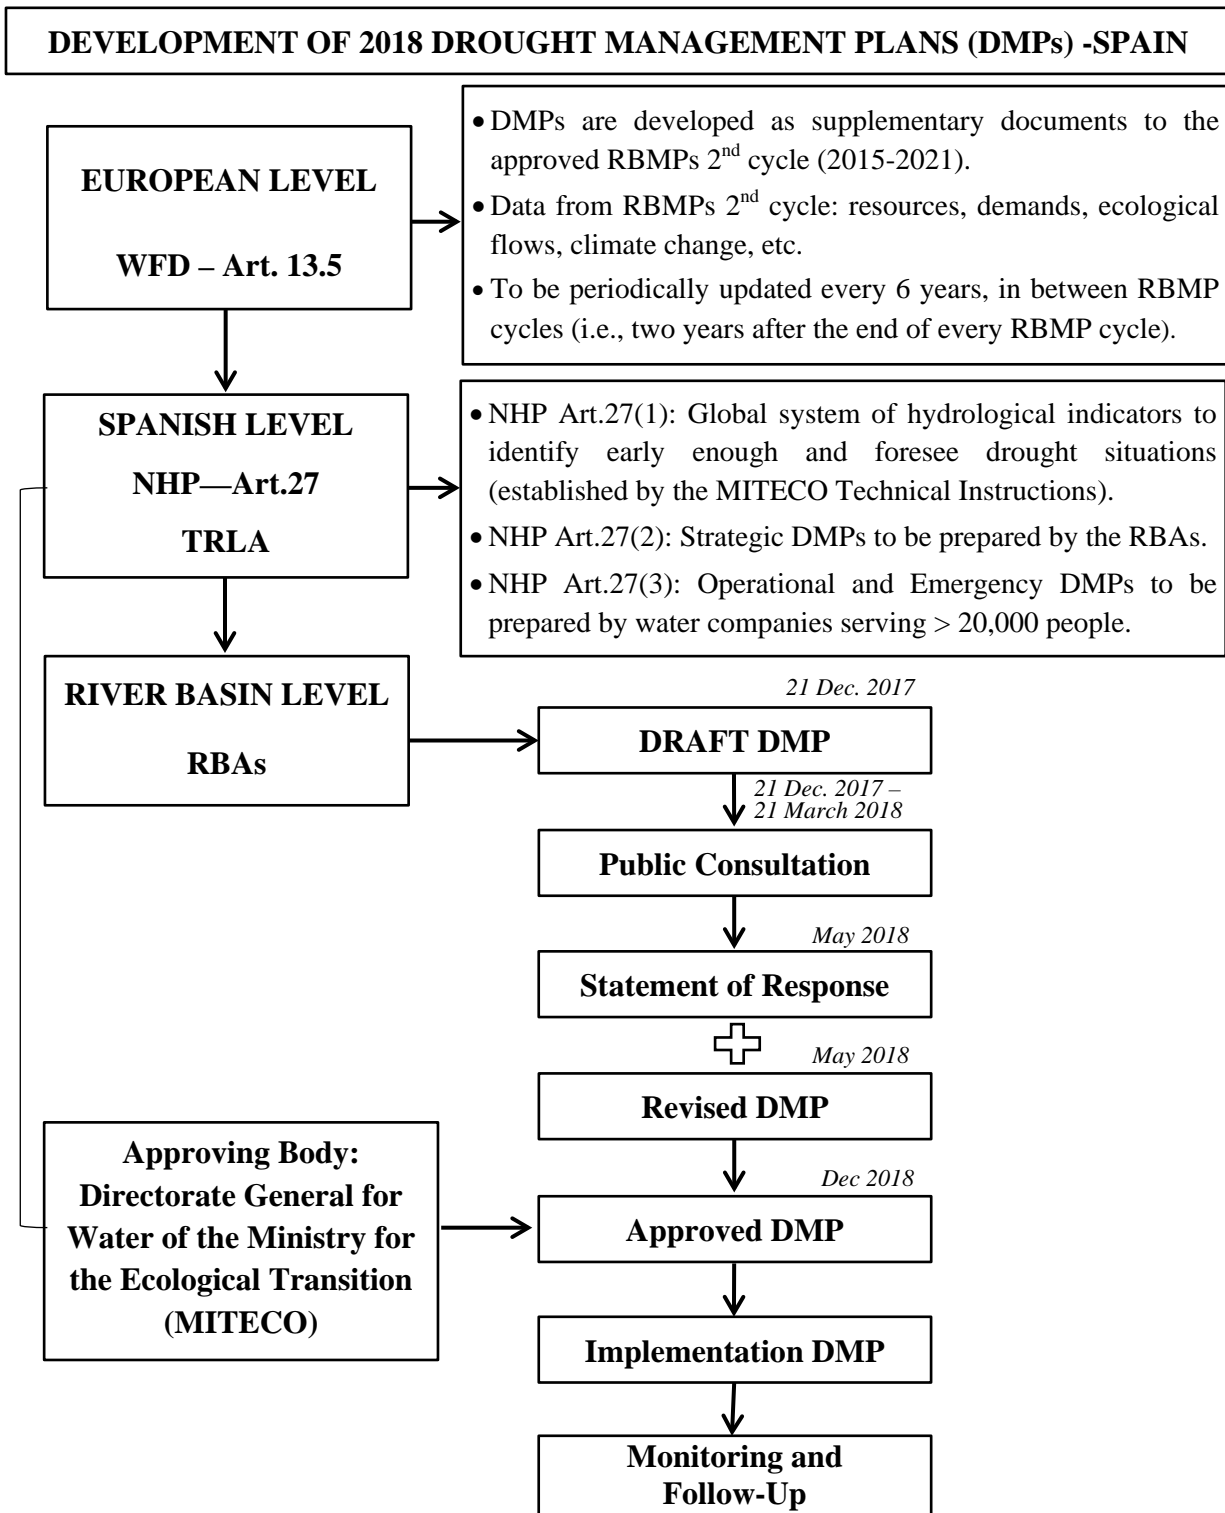 DEVELOPMENT OF 2018 DROUGHT MANAGEMENT PLANS (DMPs) -SPAIN
EUROPEAN LEVEL
WFD – Art. 13.5
• DMPs are developed as supplementary documents to the
approved RBMPs 2nd cycle (2015-2021).
• Data from RBMPs 2nd cycle: resources, demands, ecological
flows, climate change, etc.
• To be periodically updated every 6 years, in between RBMP
cycles (i.e., two years after the end of every RBMP cycle).
SPANISH LEVEL
NHP—Art.27
TRLA
• NHP Art.27(1): Global system of hydrological indicators to
identify early enough and foresee drought situations
(established by the MITECO Technical Instructions).
• NHP Art.27(2): Strategic DMPs to be prepared by the RBAs.
• NHP Art.27(3): Operational and Emergency DMPs to be
prepared by water companies serving > 20,000 people.
RIVER BASIN LEVEL
RBAs
21 Dec. 2017
DRAFT DMP
21 Dec. 2017 –
21 March 2018
Public Consultation
May 2018
Statement of Response
May 2018
Revised DMP
Approving Body:
Directorate General for
Water of the Ministry for
the Ecological Transition
(MITECO)
Dec 2018
Approved DMP
Implementation DMP
Monitoring and
Follow-Up